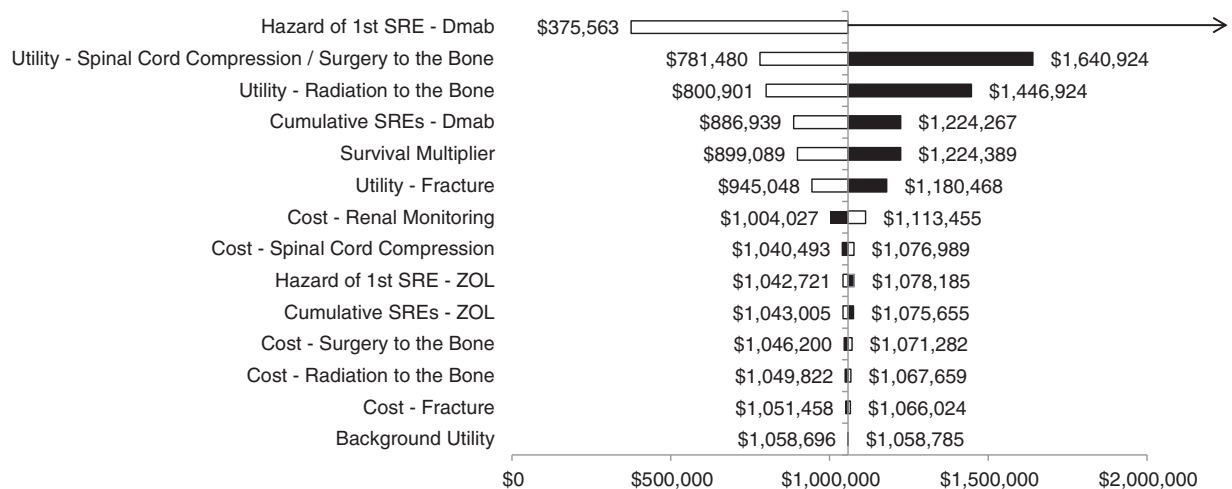 Hazard of 1st SRE - Dmab $375,563
Utility - Spinal Cord Compression / Surgery to the Bone $781,480 $1,640,924
Utility - Radiation to the Bone $800,901 $1,446,924
Cumulative SREs - Dmab $886,939 $1,224,267
Survival Multiplier $899,089 $1,224,389
Utility - Fracture $945,048 $1,180,468
Cost - Renal Monitoring $1,004,027 $1,113,455
Cost - Spinal Cord Compression $1,040,493 $1,076,989
Hazard of 1st SRE - ZOL $1,042,721 $1,078,185
Cumulative SREs - ZOL $1,043,005 $1,075,655
Cost - Surgery to the Bone $1,046,200 $1,071,282
Cost - Radiation to the Bone $1,049,822 $1,067,659
Cost - Fracture $1,051,458 $1,066,024
Background Utility $1,058,696 $1,058,785
$0 $500,000 $1,000,000 $1,500,000 $2,000,000